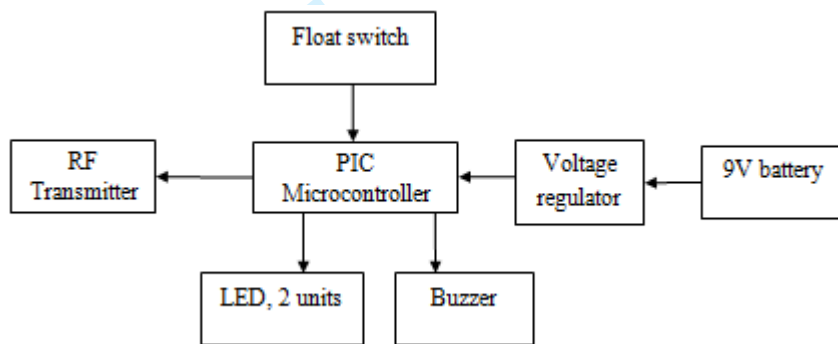 Float switch
RF
Transmitter
PIC
Microcontroller
Voltage
regulator
9V battery
LED, 2 units
Buzzer